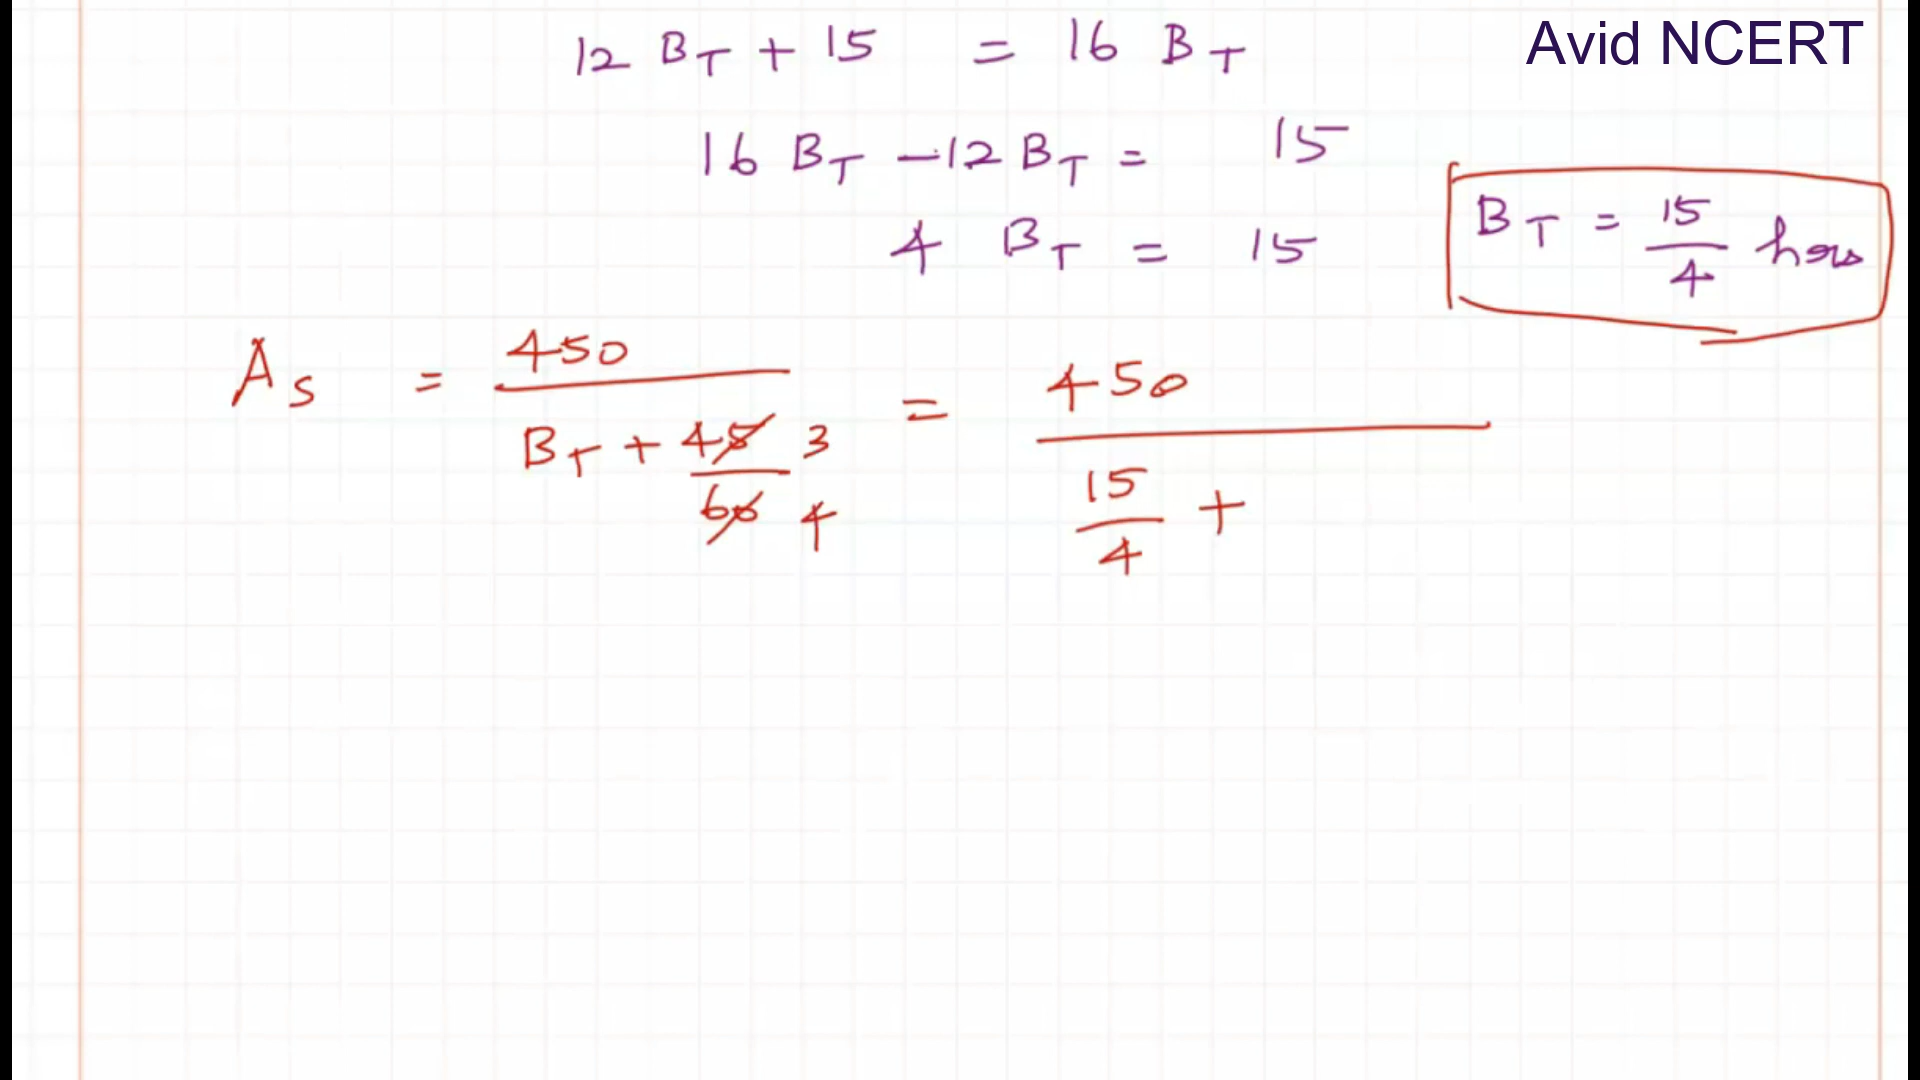 Avid NCERT
12 B_T + 15 = 16 B_T
16 B_T - 12 B_T = 15
4 B_T = 15
B_T = 15/4 hors
A_S = 450/(B_T + 45/60 3/4) = 450/(15/4 +